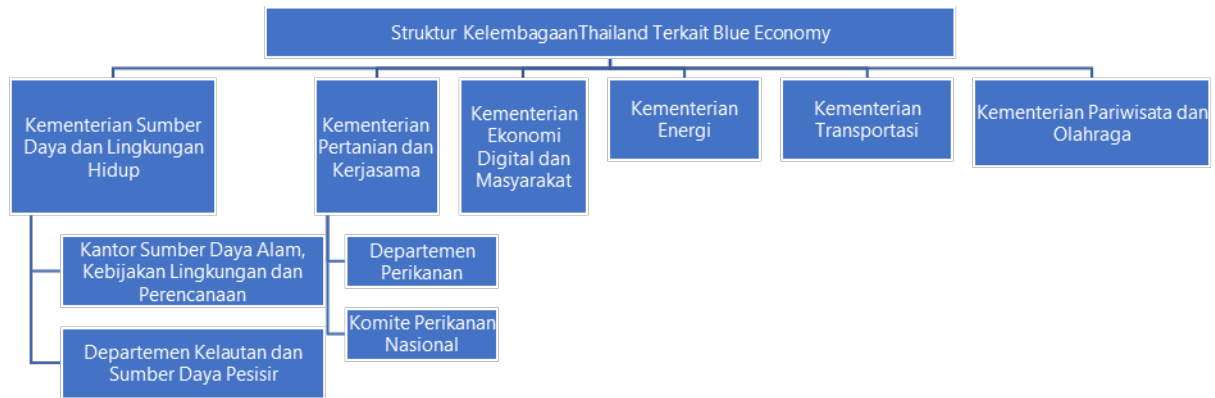 Struktur KelembagaanThailand Terkait Blue Economy
Kementerian Sumber
Daya dan Lingkungan
Hidup
Kementerian
Pertanian dan
Kerjasama
Kementerian
Ekonomi
Digital dan
Masyarakat
Kementerian
Energi
Kementerian
Transportasi
Kementerian Pariwisata dan
Olahraga
Kantor Sumber Daya Alam,
Kebijakan Lingkungan dan
Perencanaan
Departemen Kelautan dan
Sumber Daya Pesisir
Departemen
Perikanan
Komite Perikanan
Nasional